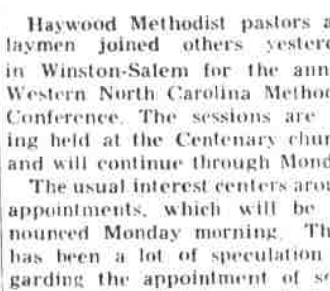 Haywood Methodist pastors a
laymen joined others yester
in Winston-Salem for the ann
Western North Carolina Metho
Conference. The sessions are
ing held at the Centenary chur
and will continue through Mond
The usual interest centers arou
appointments, which will be
nounced Monday morning. Th
has been a lot of speculation
garding the appointment of se